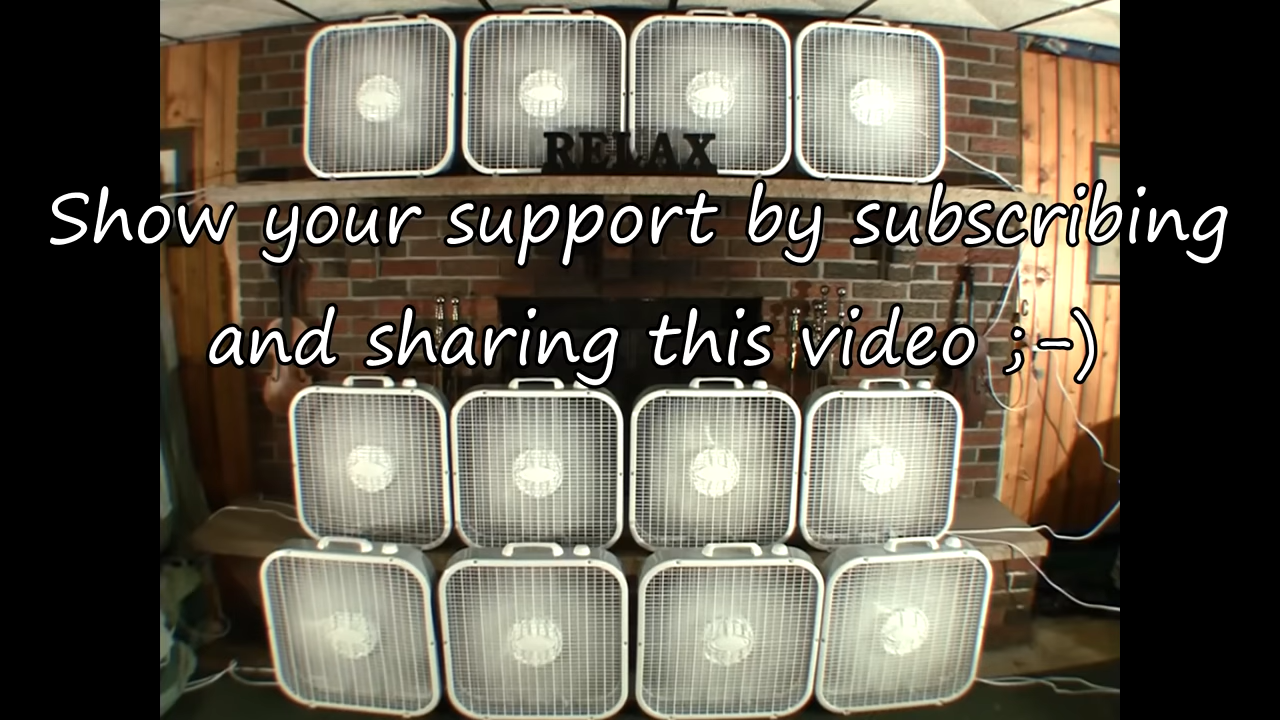 RELAX
Show your support by subscribing
and sharing this video ;-)